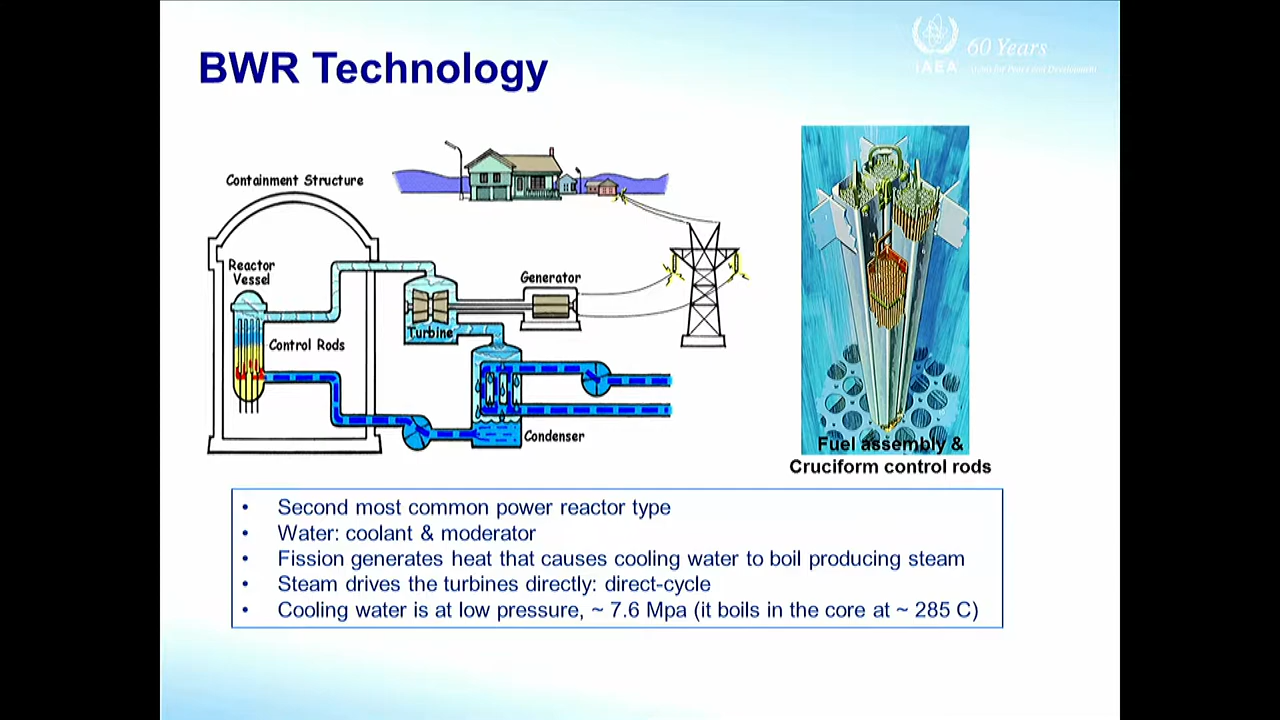 BWR Technology
60 Years
IAEA
Containment Structure
Reactor
Vessel
Generator
Turbine
Control Rods
Condenser
Fuel assembly &
Cruciform control rods
• Second most common power reactor type
• Water: coolant & moderator
• Fission generates heat that causes cooling water to boil producing steam
• Steam drives the turbines directly: direct-cycle
• Cooling water is at low pressure, ~ 7.6 Mpa (it boils in the core at ~ 285 C)